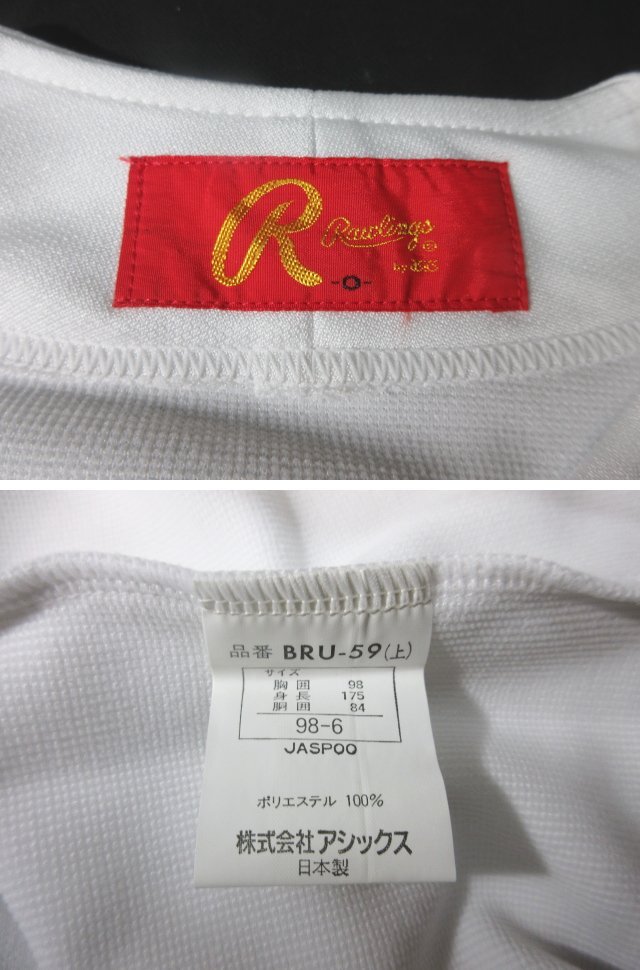 R Rawlings ®
by asics
-O-
品番 BRU-59(上)
サイズ
胸囲 98
身長 175
胴囲 84
98-6
JASPOQ
ポリエステル 100%
株式会社アシックス
日本製